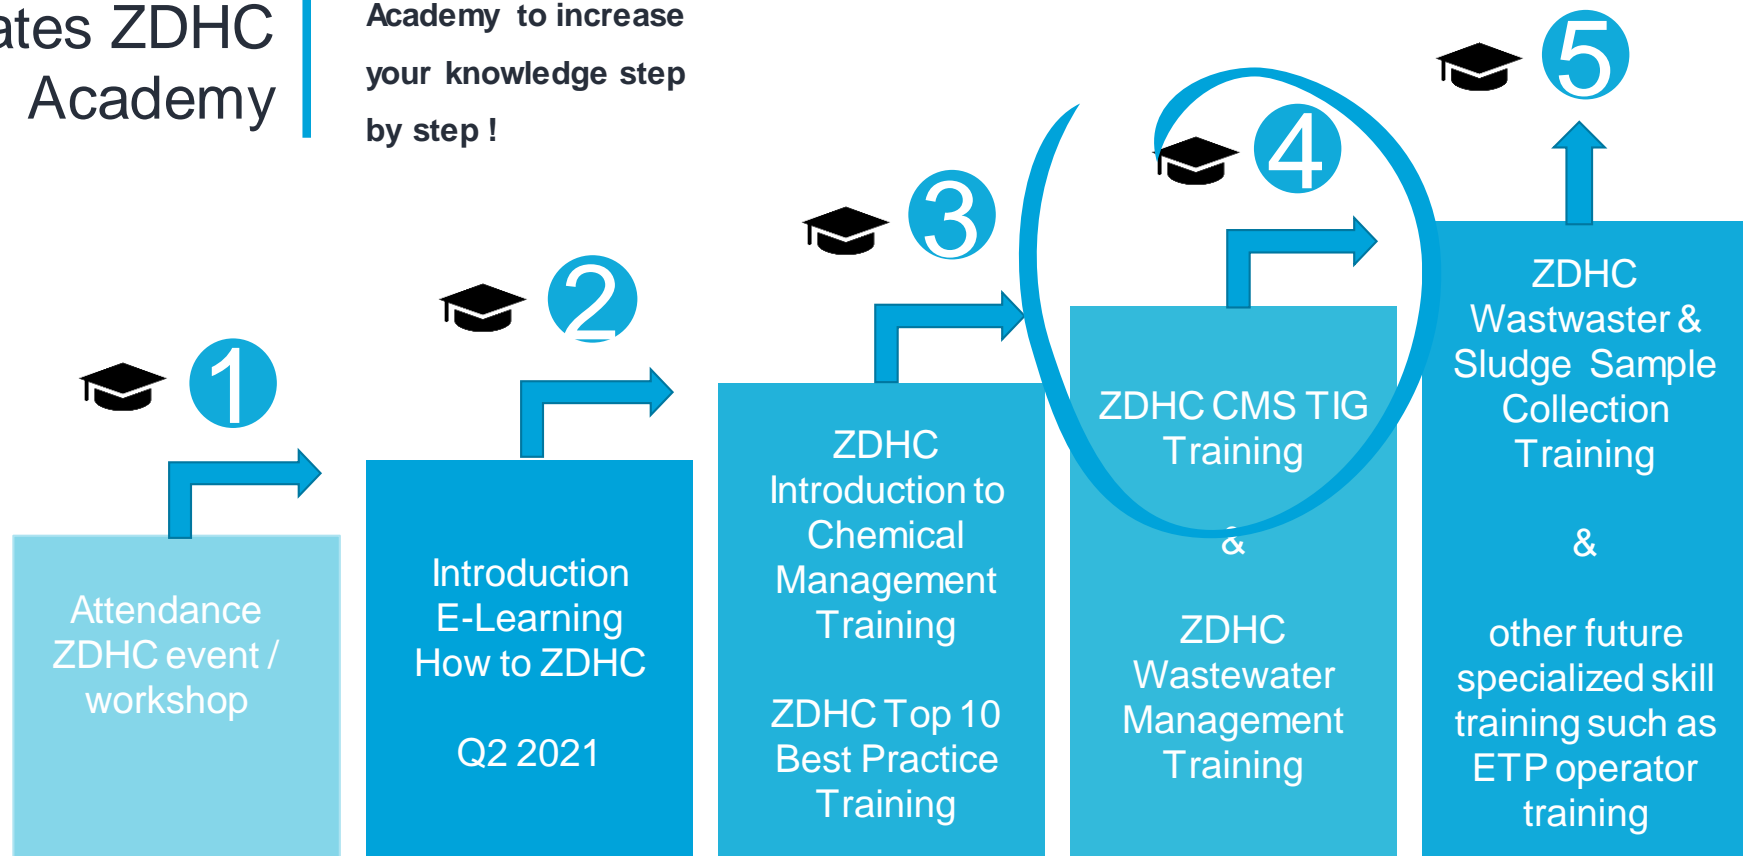 ZDHC
Academy
Academy to increase
your knowledge step
by step !
1
Attendance
ZDHC event /
workshop
2
Introduction
E-Learning
How to ZDHC
Q2 2021
3
ZDHC
Introduction to
Chemical
Management
Training
ZDHC Top 10
Best Practice
Training
4
ZDHC CMS TIG
Training
&
ZDHC
Wastewater
Management
Training
5
ZDHC
Wastwaster &
Sludge Sample
Collection
Training
&
other future
specialized skill
training such as
ETP operator
training